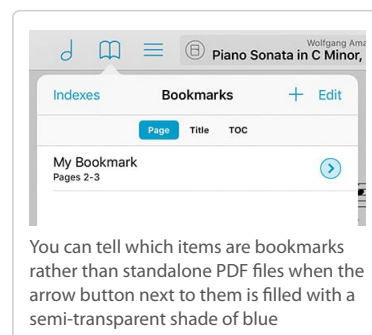 Wolfgang Ama
Piano Sonata in C Minor,
Indexes
Bookmarks
+ Edit
Page Title TOC
My Bookmark
Pages 2-3
You can tell which items are bookmarks
rather than standalone PDF files when the
arrow button next to them is filled with a
semi-transparent shade of blue